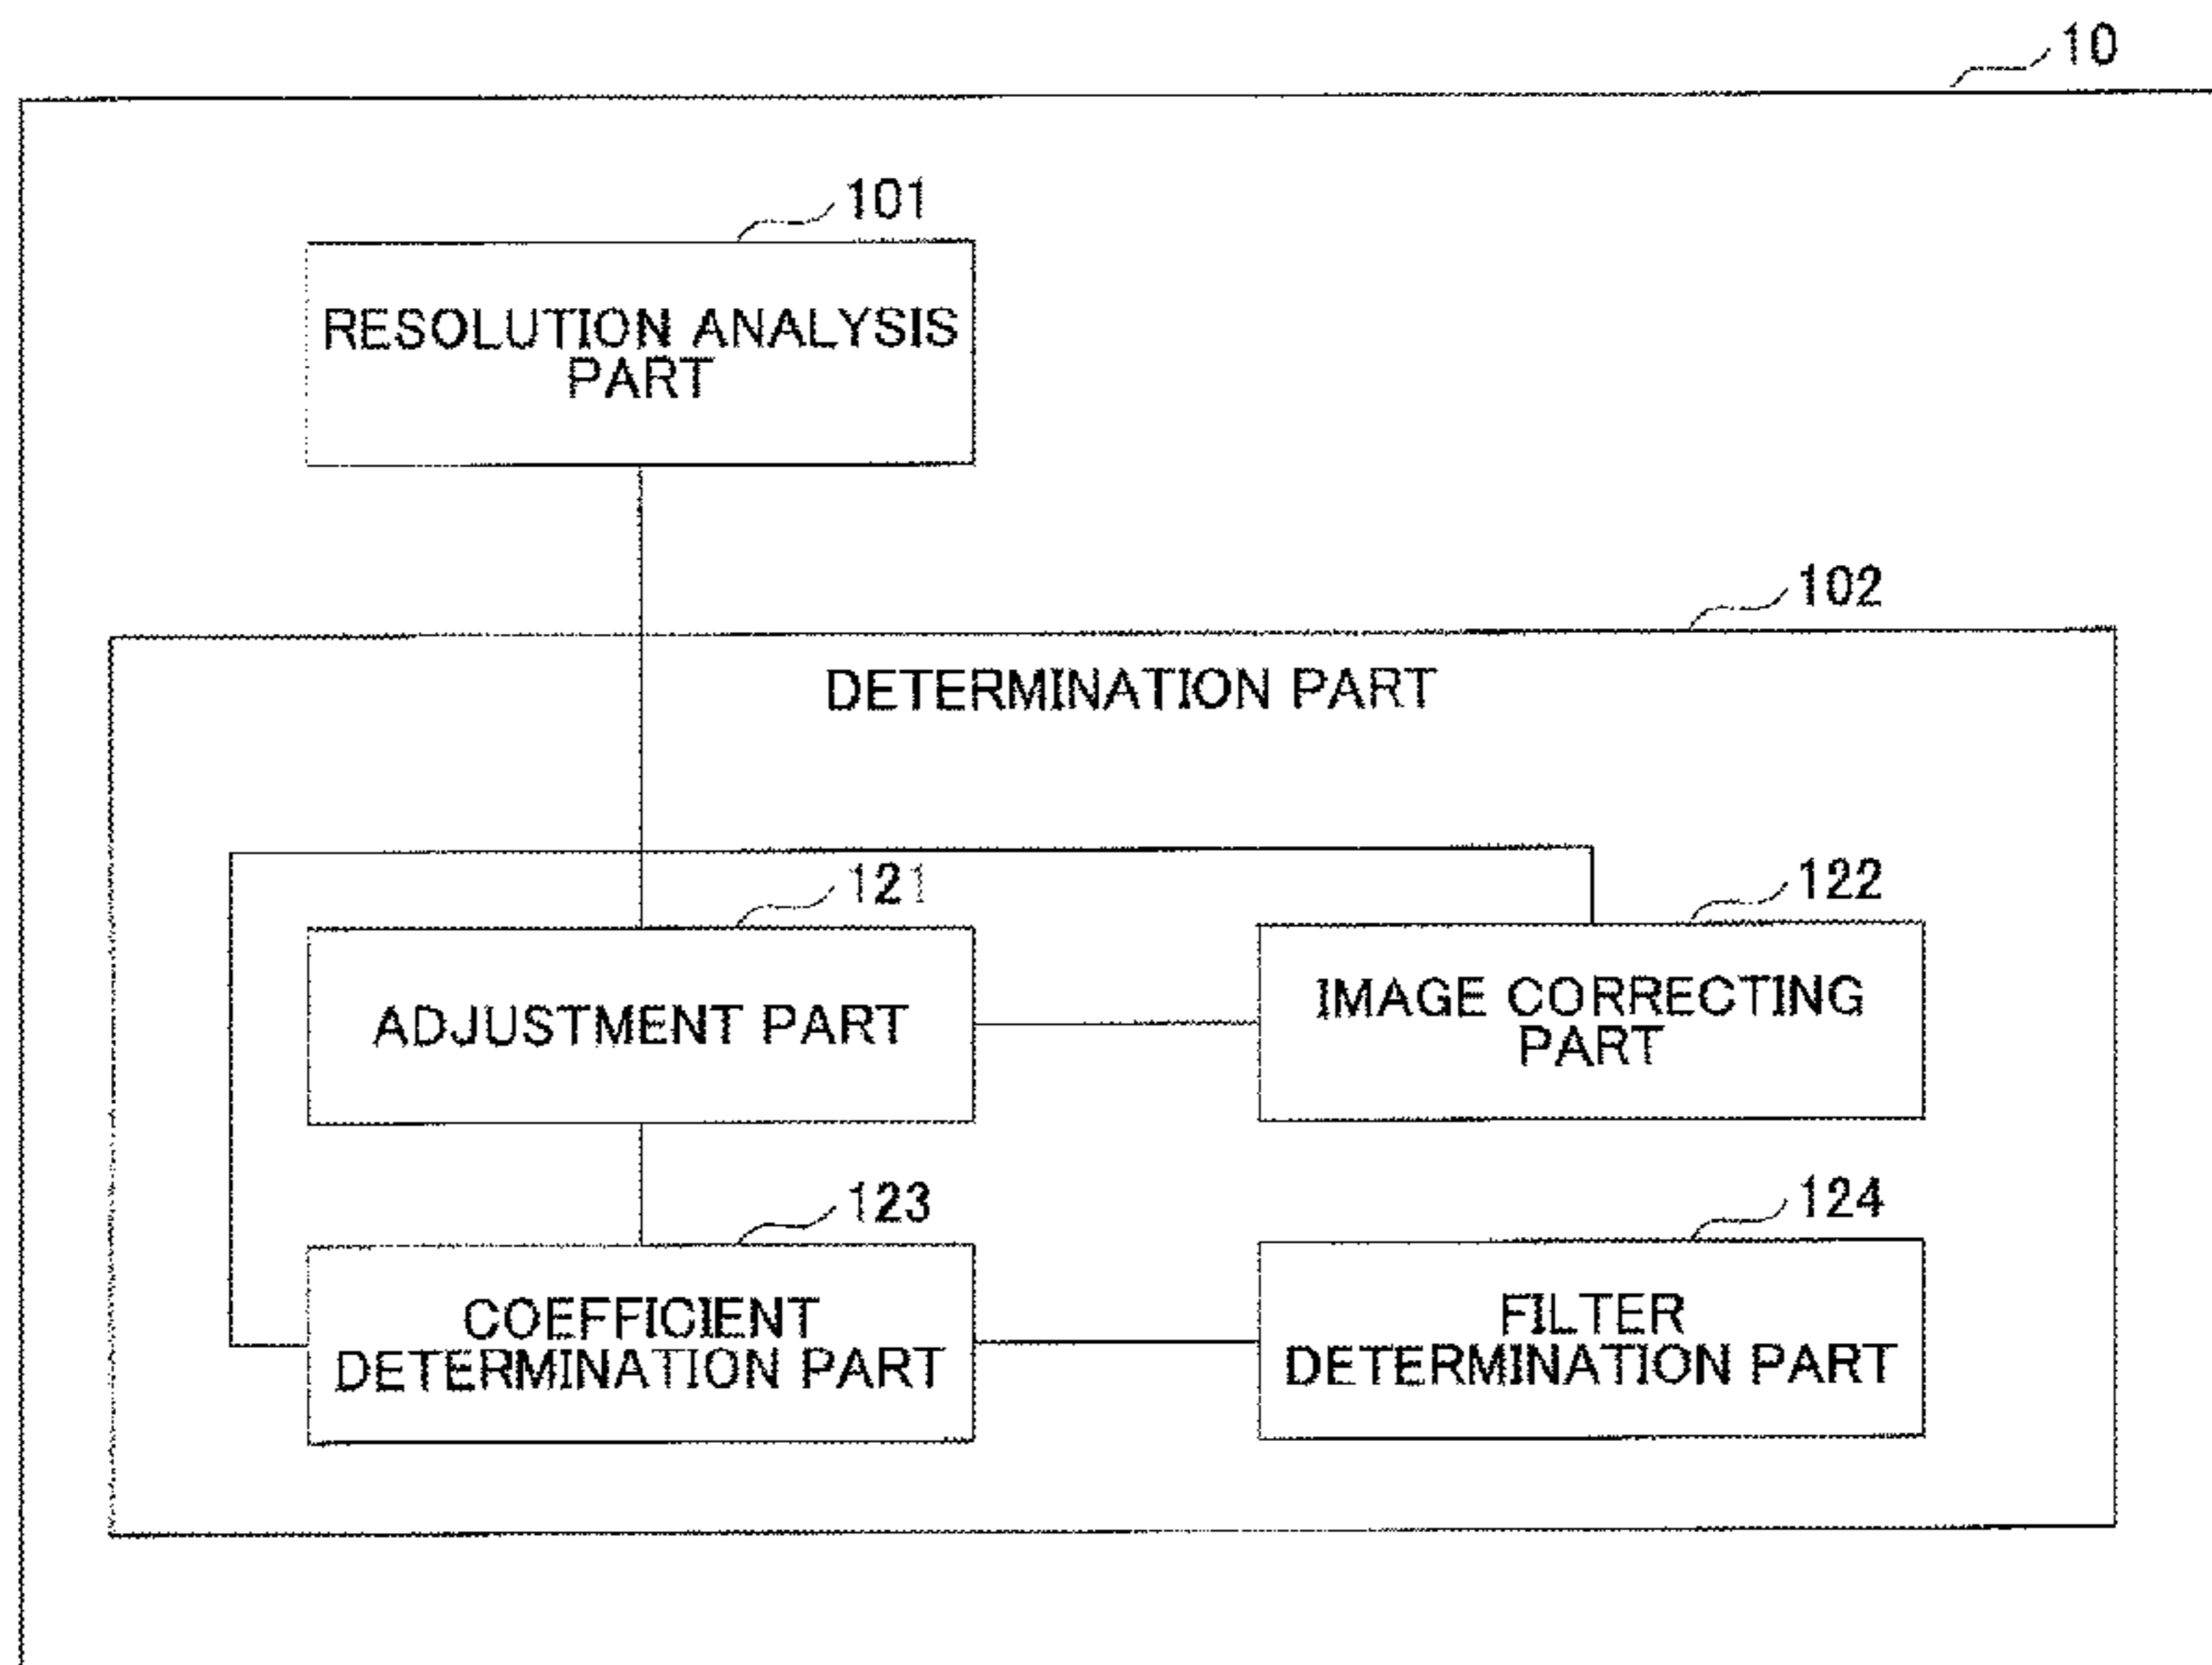 10
101
RESOLUTION ANALYSIS
PART
102
DETERMINATION PART
121
ADJUSTMENT PART
122
IMAGE CORRECTING
PART
123
COEFFICIENT
DETERMINATION PART
124
FILTER
DETERMINATION PART